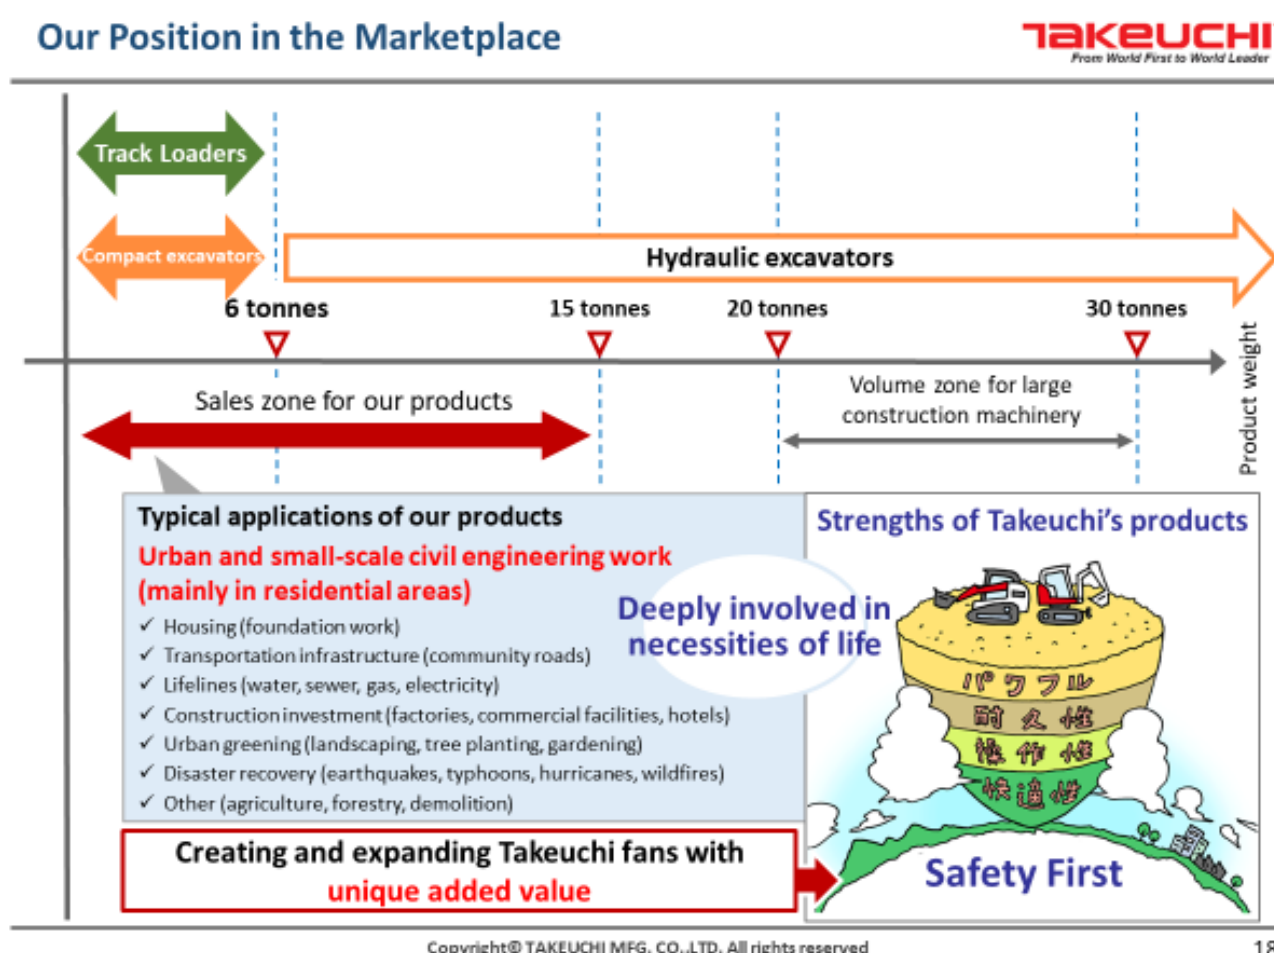 Our Position in the Marketplace
TAKEUCHI
From World First to World Leader
Track Loaders
Compact excavators
Hydraulic excavators
6 tonnes
15 tonnes
20 tonnes
30 tonnes
Product weight
Sales zone for our products
Volume zone for large
construction machinery
Typical applications of our products
Urban and small-scale civil engineering work
(mainly in residential areas)
✓ Housing (foundation work)
✓ Transportation infrastructure (community roads)
✓ Lifelines (water, sewer, gas, electricity)
✓ Construction investment (factories, commercial facilities, hotels)
✓ Urban greening (landscaping, tree planting, gardening)
✓ Disaster recovery (earthquakes, typhoons, hurricanes, wildfires)
✓ Other (agriculture, forestry, demolition)
Deeply involved in
necessities of life
Strengths of Takeuchi's products
パワフル
耐久性
操作性
快適性
Safety First
Creating and expanding Takeuchi fans with
unique added value
Copyright© TAKEUCHI MFG. CO.,LTD. All rights reserved
18